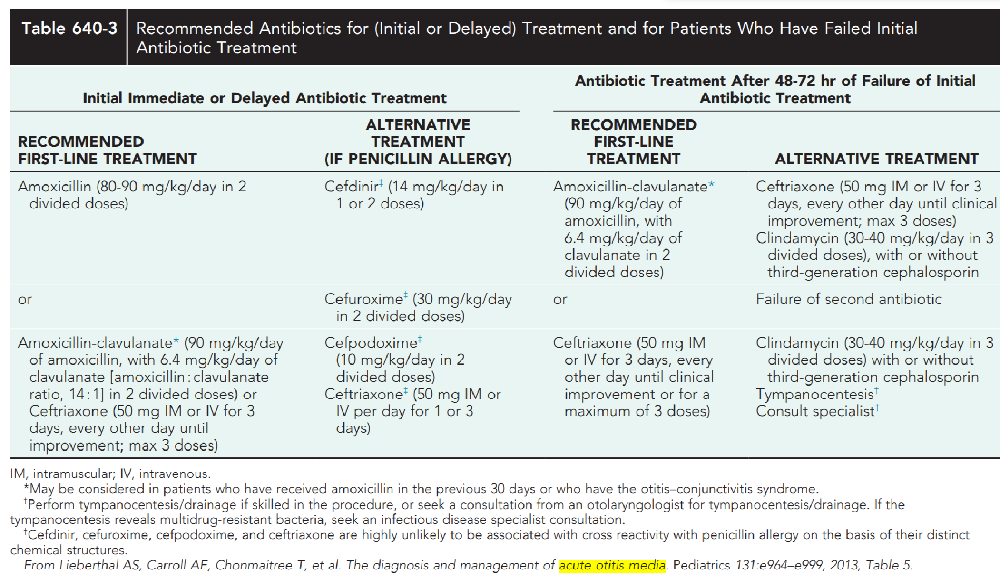 Table 640-3
Recommended Antibiotics for (Initial or Delayed) Treatment and for Patients Who Have Failed Initial
Antibiotic Treatment
Initial Immediate or Delayed Antibiotic Treatment
Antibiotic Treatment After 48-72 hr of Failure of Initial
Antibiotic Treatment
RECOMMENDED
FIRST-LINE TREATMENT
ALTERNATIVE
TREATMENT
(IF PENICILLIN ALLERGY)
RECOMMENDED
FIRST-LINE
TREATMENT
ALTERNATIVE TREATMENT
Amoxicillin (80-90 mg/kg/day in 2
divided doses)
Cefdinir‡ (14 mg/kg/day in
1 or 2 doses)
Amoxicillin-clavulanate*
(90 mg/kg/day of
amoxicillin, with
6.4 mg/kg/day of
clavulanate in 2
divided doses)
Ceftriaxone (50 mg IM or IV for 3
days, every other day until clinical
improvement; max 3 doses)
Clindamycin (30-40 mg/kg/day in 3
divided doses), with or without
third-generation cephalosporin
or
Cefuroxime‡ (30 mg/kg/day
in 2 divided doses)
or
Failure of second antibiotic
Amoxicillin-clavulanate* (90 mg/kg/day
of amoxicillin, with 6.4 mg/kg/day of
clavulanate [amoxicillin : clavulanate
ratio, 14 : 1] in 2 divided doses) or
Ceftriaxone (50 mg IM or IV for 3
days, every other day until
improvement; max 3 doses)
Cefpodoxime‡
(10 mg/kg/day in 2
divided doses)
Ceftriaxone‡ (50 mg IM or
IV per day for 1 or 3
days)
Ceftriaxone (50 mg IM
or IV for 3 days, every
other day until clinical
improvement or for a
maximum of 3 doses)
Clindamycin (30-40 mg/kg/day in 3
divided doses) with or without
third-generation cephalosporin
Tympanocentesis†
Consult specialist†
IM, intramuscular; IV, intravenous.
*May be considered in patients who have received amoxicillin in the previous 30 days or who have the otitis–conjunctivitis syndrome.
†Perform tympanocentesis/drainage if skilled in the procedure, or seek a consultation from an otolaryngologist for tympanocentesis/drainage. If the
tympanocentesis reveals multidrug-resistant bacteria, seek an infectious disease specialist consultation.
‡Cefdinir, cefuroxime, cefpodoxime, and ceftriaxone are highly unlikely to be associated with cross reactivity with penicillin allergy on the basis of their distinct
chemical structures.
From Lieberthal AS, Carroll AE, Chonmaitree T, et al. The diagnosis and management of acute otitis media. Pediatrics 131:e964–e999, 2013, Table 5.